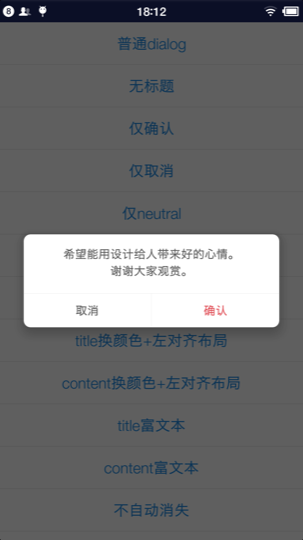 8
18:12
普通dialog
无标题
仅确认
仅取消
仅neutral
希望能用设计给人带来好的心情。
谢谢大家观赏。
取消
确认
title换颜色+左对齐布局
content换颜色+左对齐布局
title富文本
content富文本
不自动消失